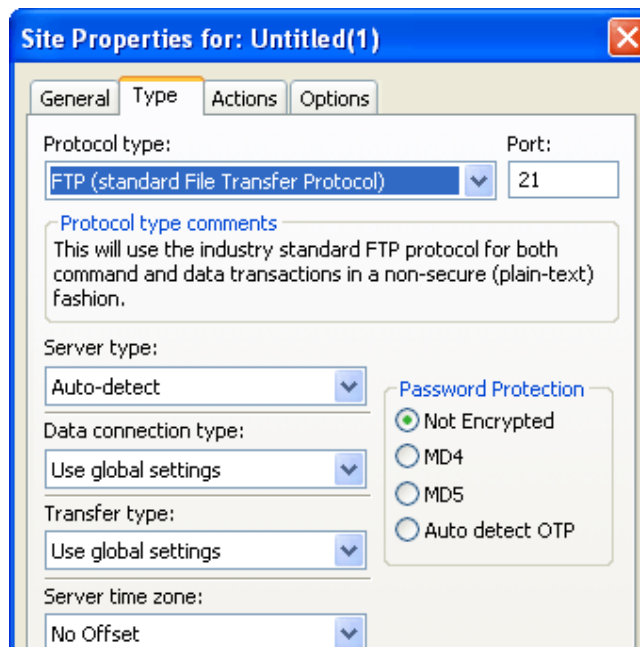 Site Properties for: Untitled(1)
General Type Actions Options
Protocol type: Port:
FTP (standard File Transfer Protocol) 21
Protocol type comments
This will use the industry standard FTP protocol for both
command and data transactions in a non-secure (plain-text)
fashion.
Server type:
Auto-detect
Data connection type:
Use global settings
Transfer type:
Use global settings
Server time zone:
No Offset
Password Protection
Not Encrypted
MD4
MD5
Auto detect OTP